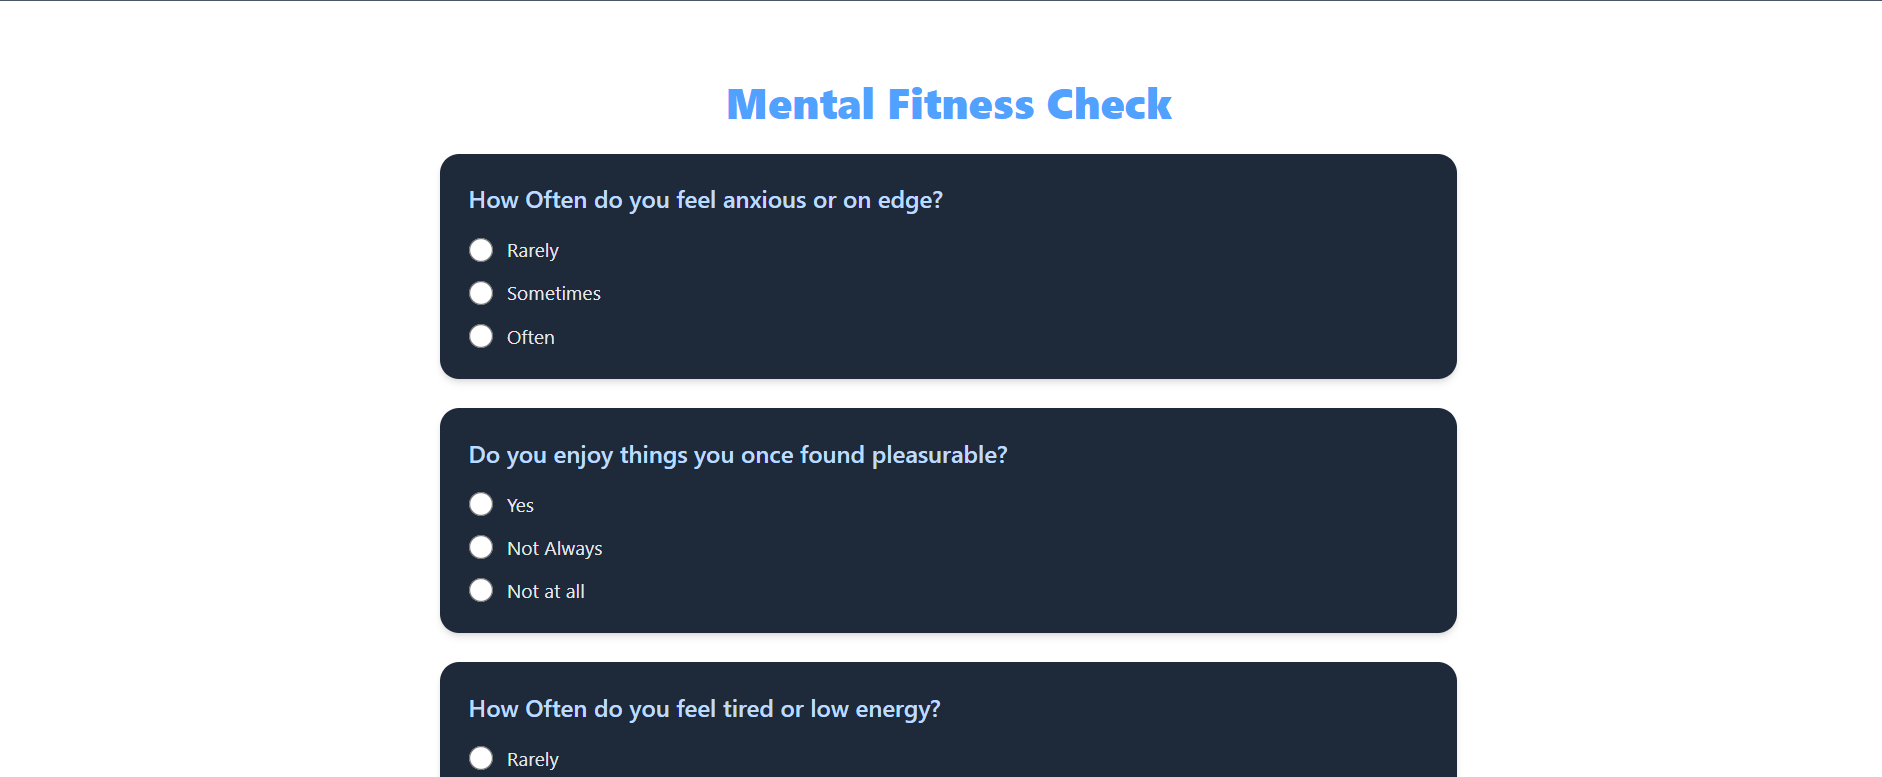 Mental Fitness Check
How Often do you feel anxious or on edge?
Rarely
Sometimes
Often
Do you enjoy things you once found pleasurable?
Yes
Not Always
Not at all
How Often do you feel tired or low energy?
Rarely